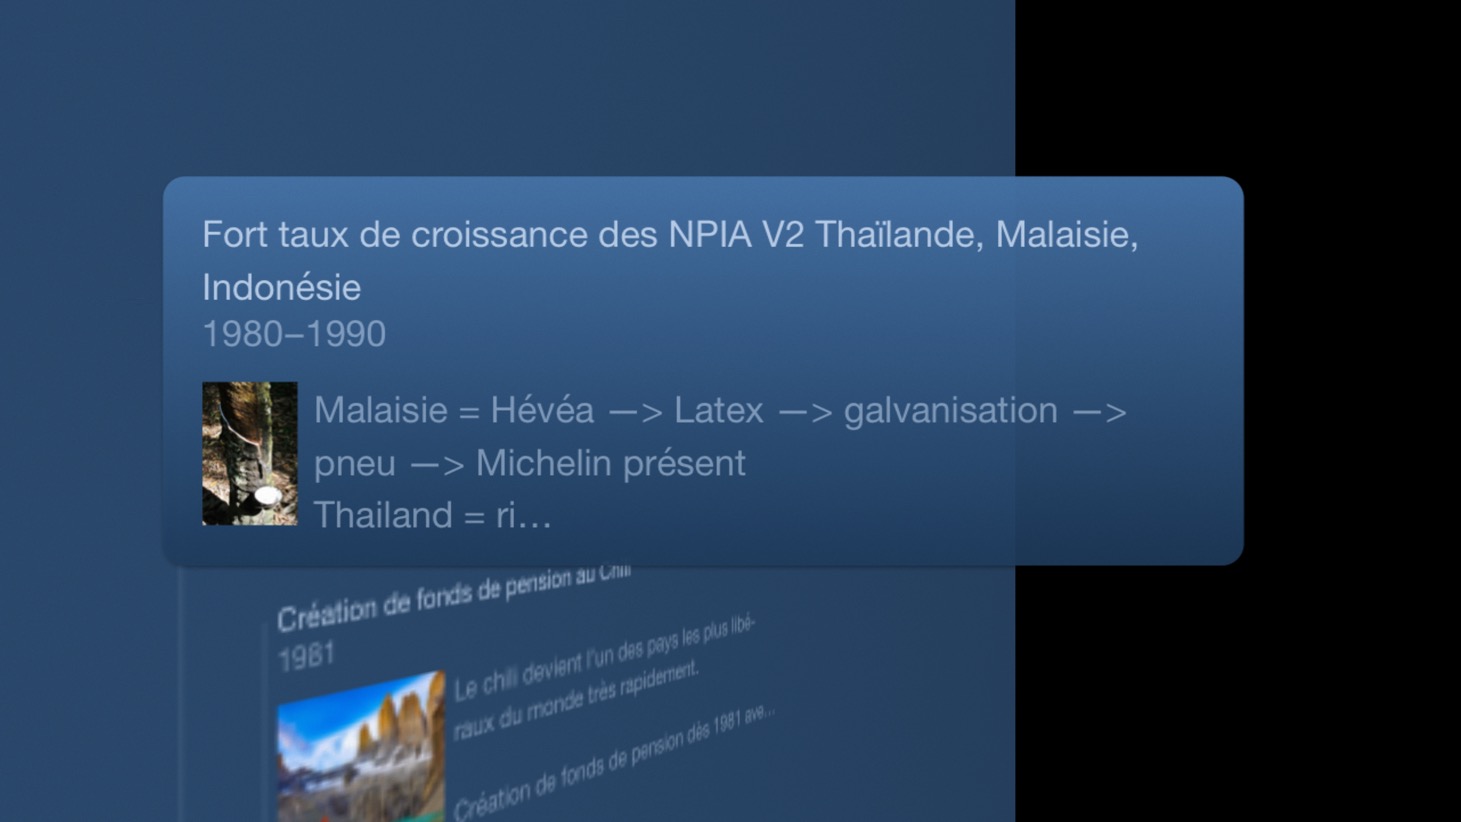 Fort taux de croissance des NPIA V2 Thaïlande, Malaisie,
Indonésie
1980–1990
Malaisie = Hévéa —> Latex —> galvanisation —>
pneu —> Michelin présent
Thailand = ri...
Création de fonds de pension au Chili
1981
Le chili devient l'un des pays les plus libé-
raux du monde très rapidement.
Création de fonds de pension dès 1981 ave...